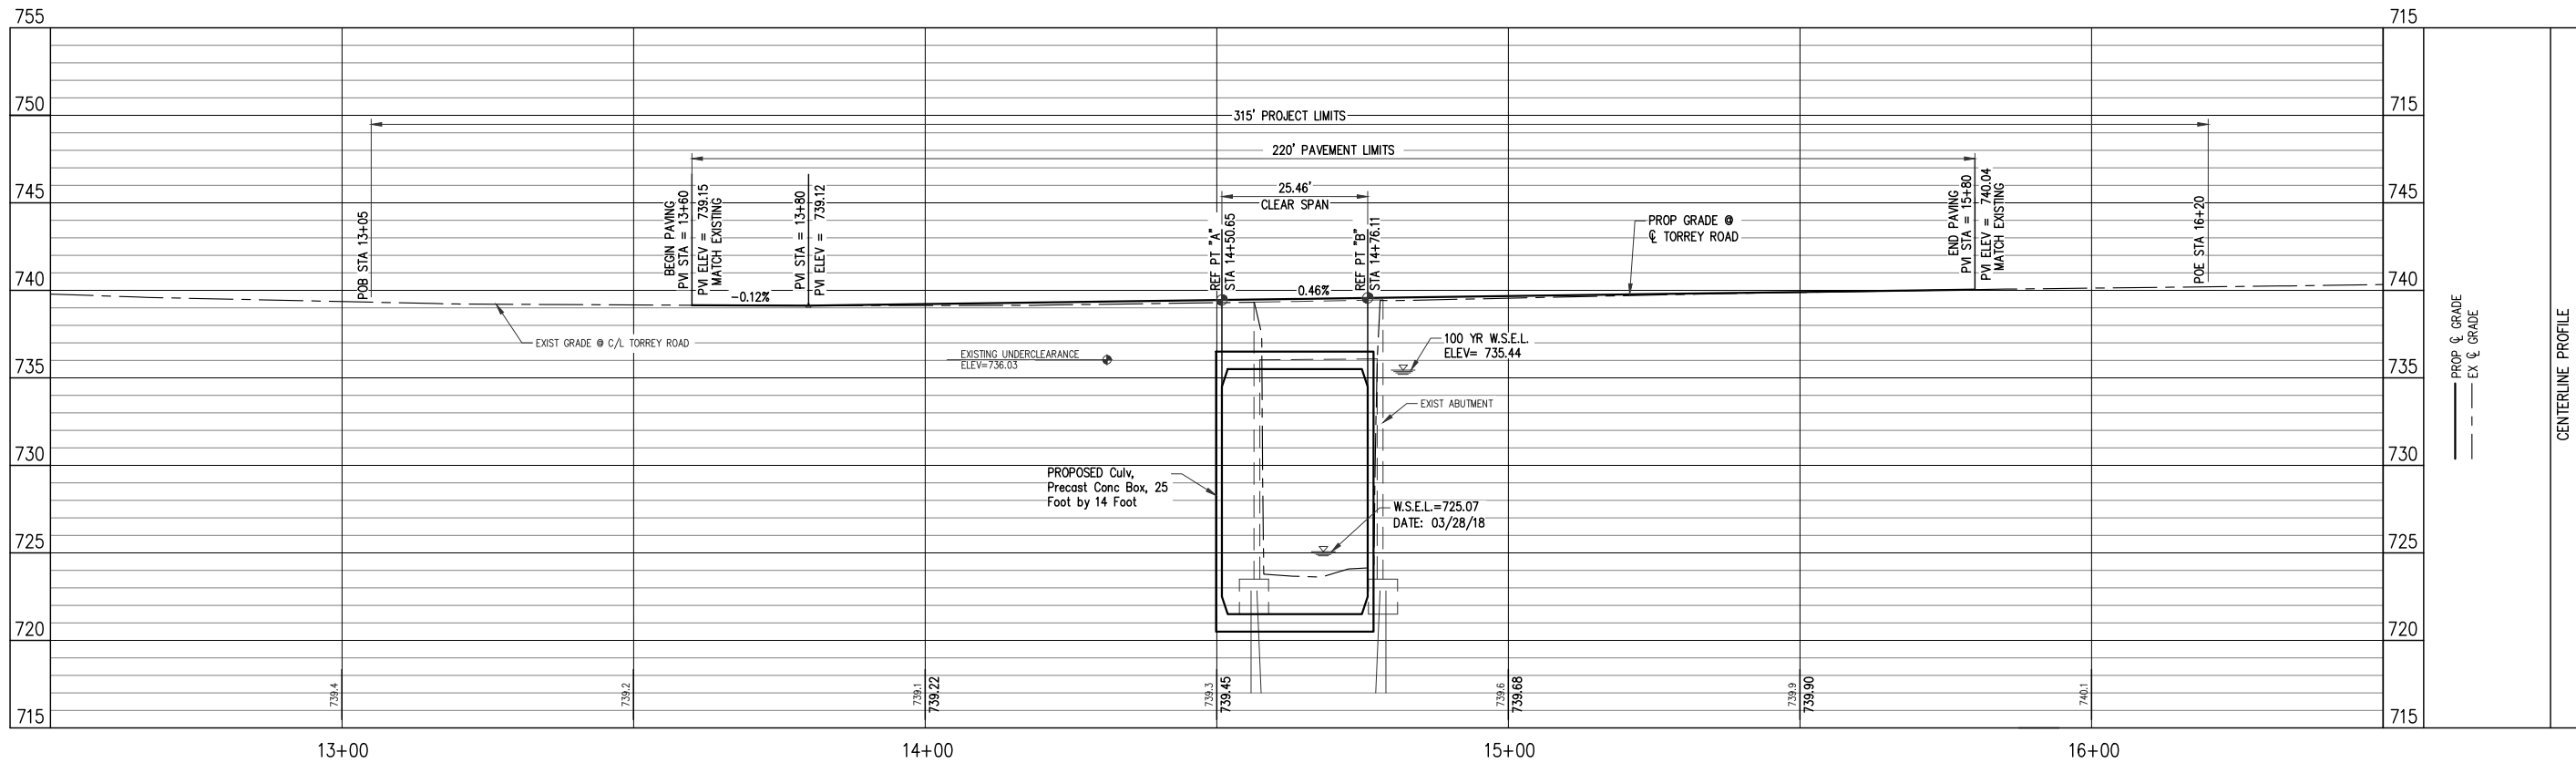 755
715
750
715
315' PROJECT LIMITS
220' PAVEMENT LIMITS
745
745
25.46'
CLEAR SPAN
POB STA 13+05
BEGIN PAVING
PVI STA = 13+60
PVI ELEV = 739.15
MATCH EXISTING
PVI STA = 13+80
PVI ELEV = 739.12
REF PT "A"
STA 14+50.65
REF PT "B"
STA 14+76.11
PROP GRADE @
℄ TORREY ROAD
END PAVING
PVI STA = 15+80
PVI ELEV = 740.04
MATCH EXISTING
POE STA 16+20
740
740
-0.12%
0.46%
EXIST GRADE @ C/L TORREY ROAD
EXISTING UNDERCLEARANCE
ELEV=736.03
100 YR W.S.E.L.
ELEV= 735.44
735
735
EXIST ABUTMENT
730
730
PROPOSED Culv,
Precast Conc Box, 25
Foot by 14 Foot
W.S.E.L.=725.07
DATE: 03/28/18
725
725
720
720
739.4
739.2
739.1
739.22
739.3
739.45
739.6
739.68
739.9
739.90
740.1
715
715
13+00
14+00
15+00
16+00
PROP ℄ GRADE
EX ℄ GRADE
CENTERLINE PROFILE